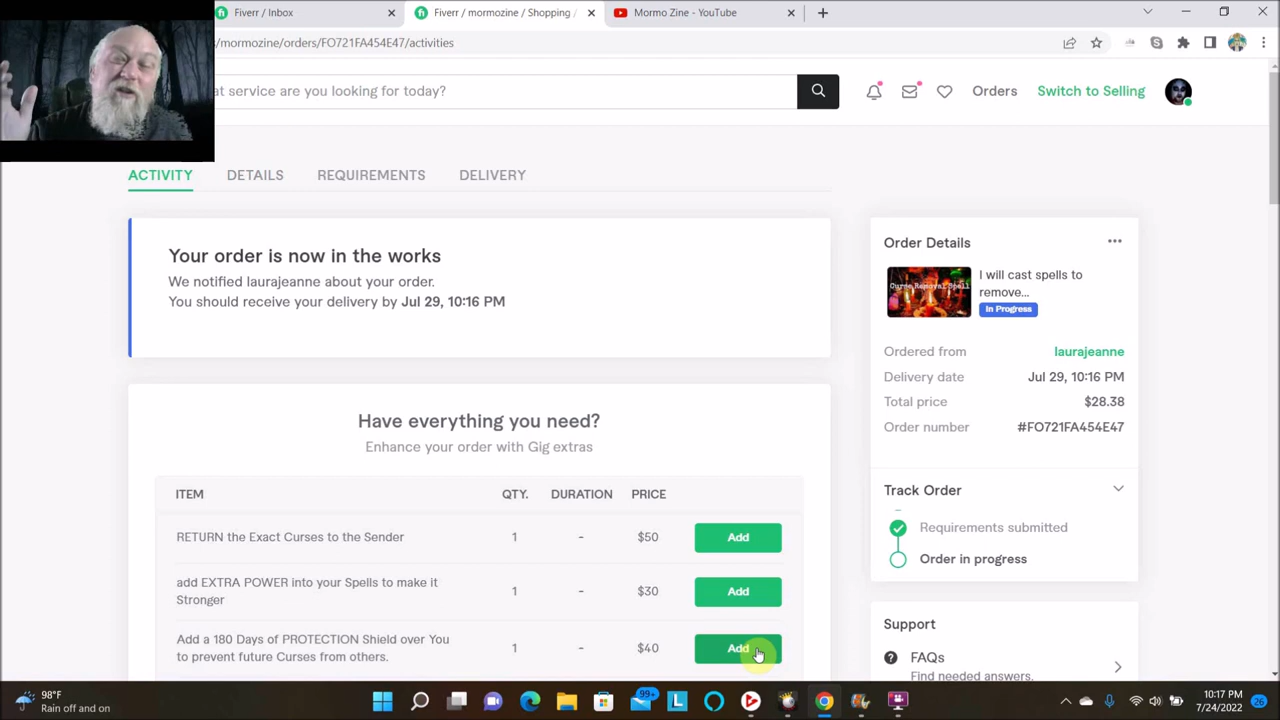 Fiverr / Inbox
Fiverr / mormozine / Shopping /
Mormo Zine - YouTube
s/mormozine/orders/FO721FA454E47/activities
at service are you looking for today?
Orders
Switch to Selling
ACTIVITY
DETAILS
REQUIREMENTS
DELIVERY
Your order is now in the works
We notified laurajeanne about your order.
You should receive your delivery by Jul 29, 10:16 PM
Order Details
Curse Removal Spell
I will cast spells to
remove...
In Progress
Ordered from laurajeanne
Delivery date Jul 29, 10:16 PM
Total price $28.38
Order number #FO721FA454E47
Have everything you need?
Enhance your order with Gig extras
ITEM QTY. DURATION PRICE
RETURN the Exact Curses to the Sender 1 - $50 Add
add EXTRA POWER into your Spells to make it
Stronger 1 - $30 Add
Add a 180 Days of PROTECTION Shield over You
to prevent future Curses from others. 1 - $40 Add
Track Order
Requirements submitted
Order in progress
Support
FAQs
Find needed answers.
98°F
Rain off and on
99+
L
10:17 PM
7/24/2022
26